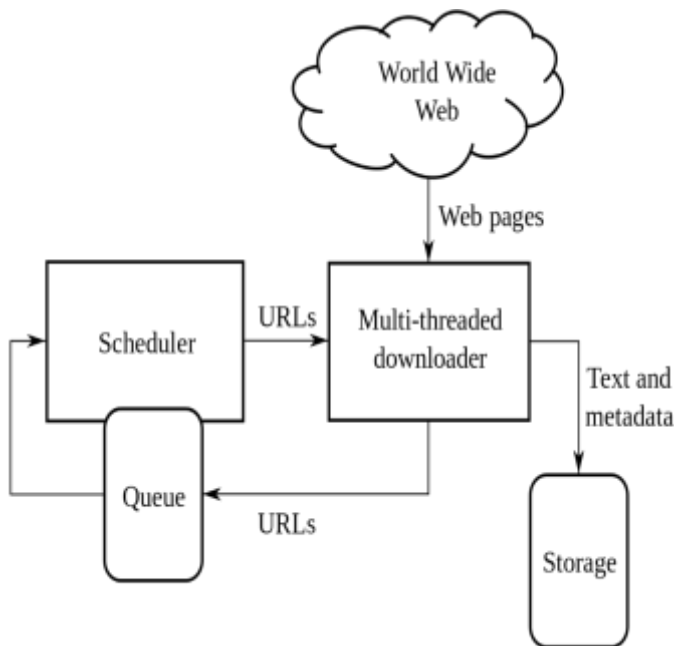 World Wide
Web
Web pages
Scheduler
URLs
Multi-threaded
downloader
Text and
metadata
Queue
URLs
Storage